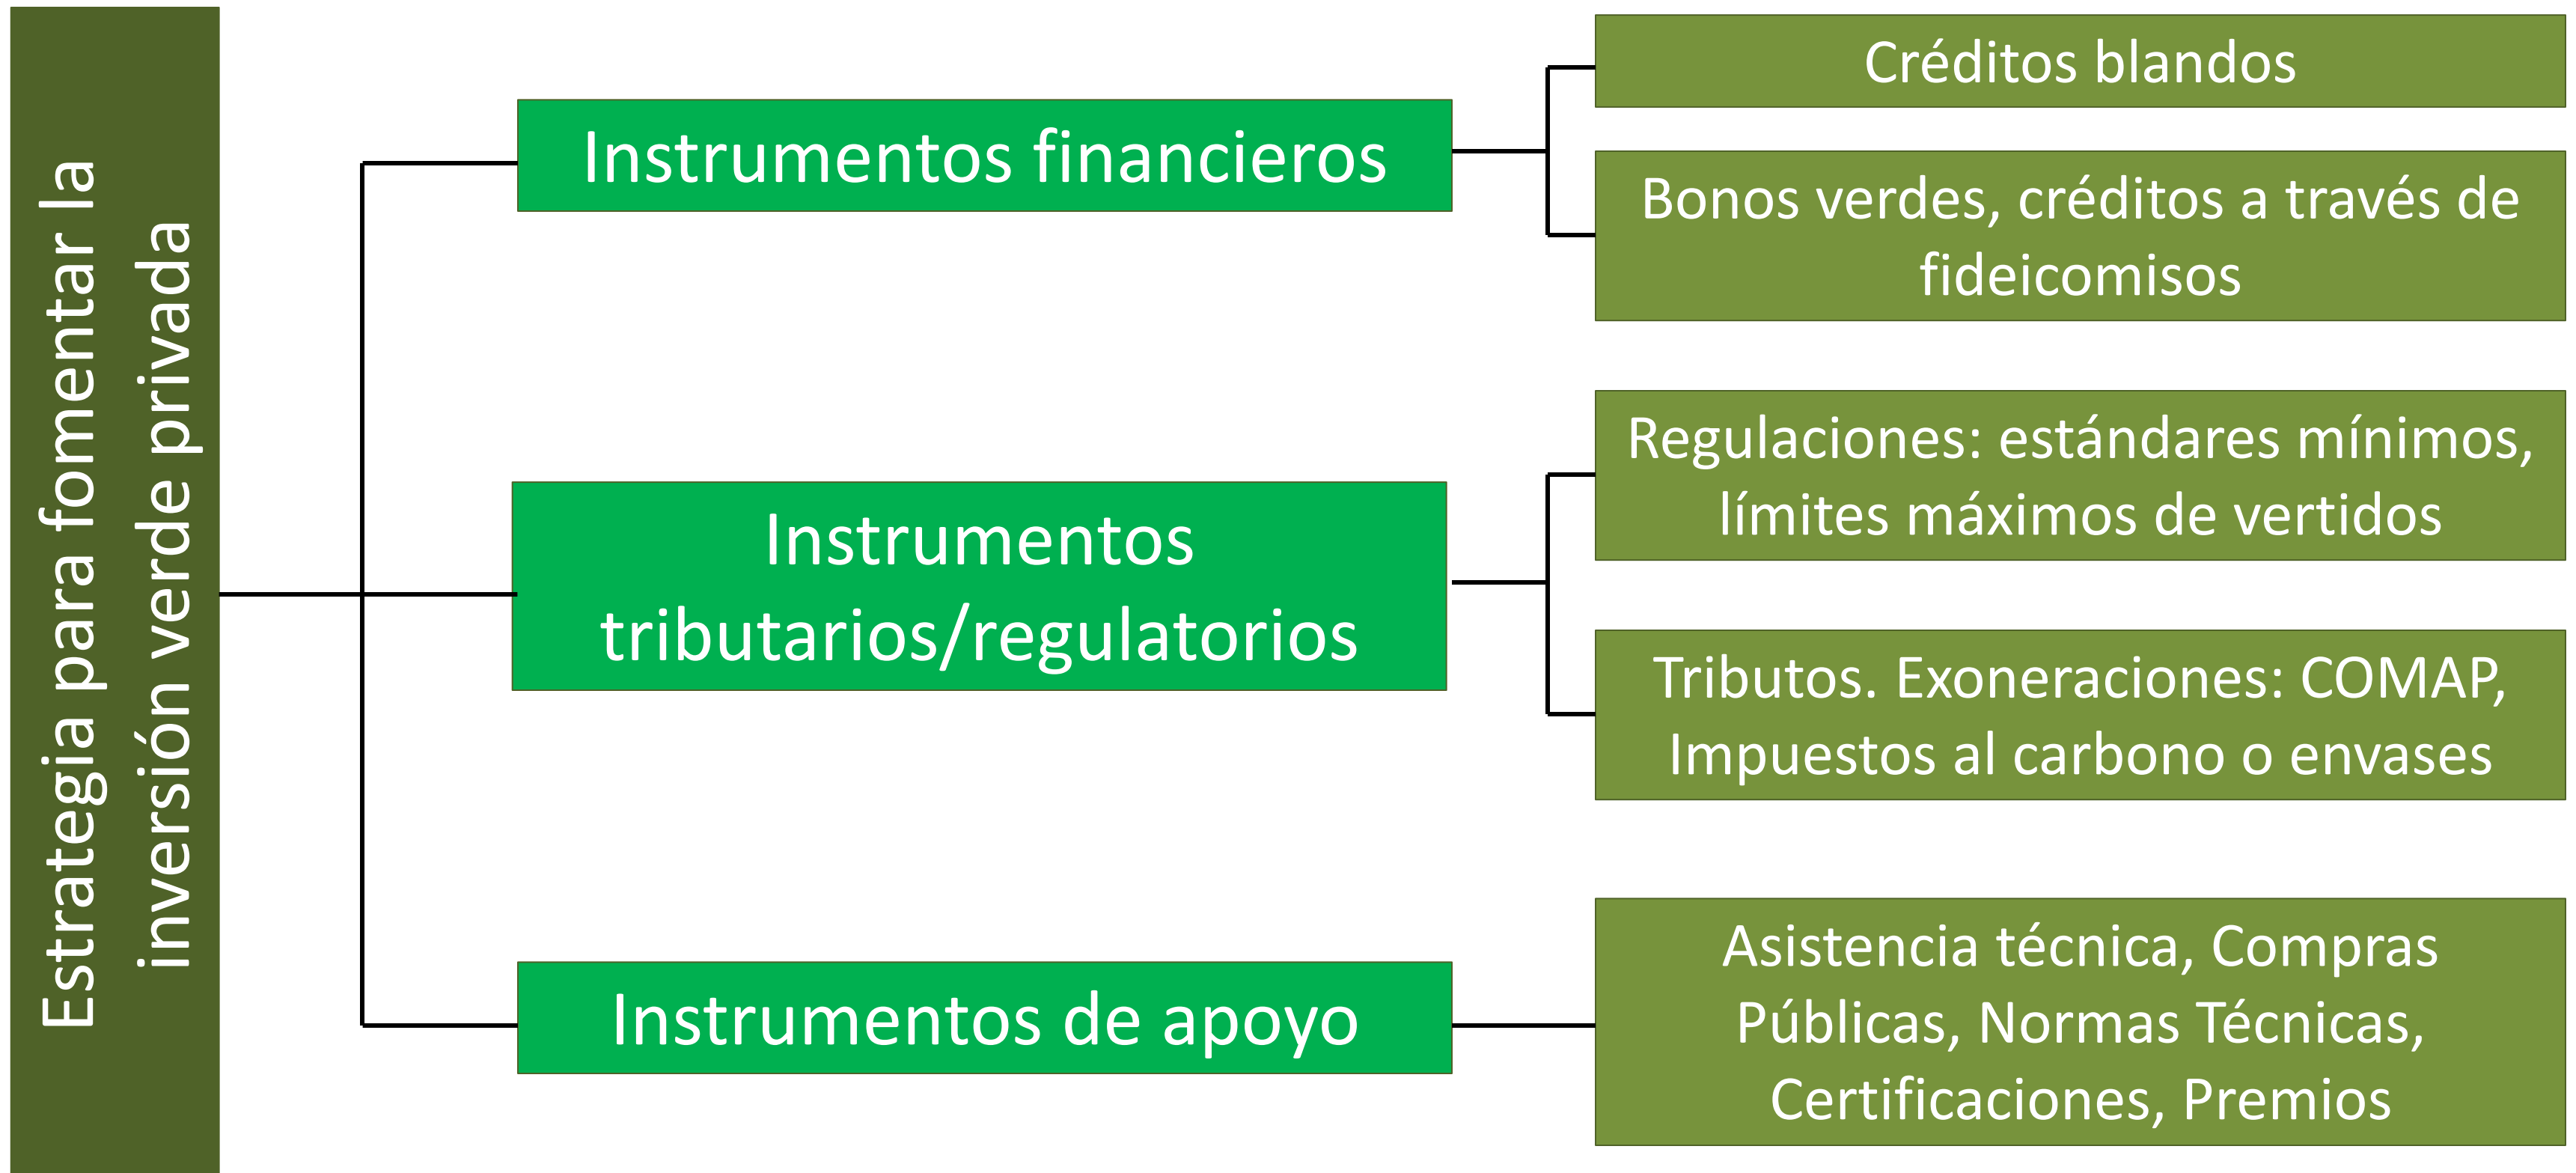 Estrategia para fomentar la
inversión verde privada
Instrumentos financieros
Créditos blandos
Bonos verdes, créditos a través de
fideicomisos
Instrumentos
tributarios/regulatorios
Regulaciones: estándares mínimos,
límites máximos de vertidos
Tributos. Exoneraciones: COMAP,
Impuestos al carbono o envases
Instrumentos de apoyo
Asistencia técnica, Compras
Públicas, Normas Técnicas,
Certificaciones, Premios